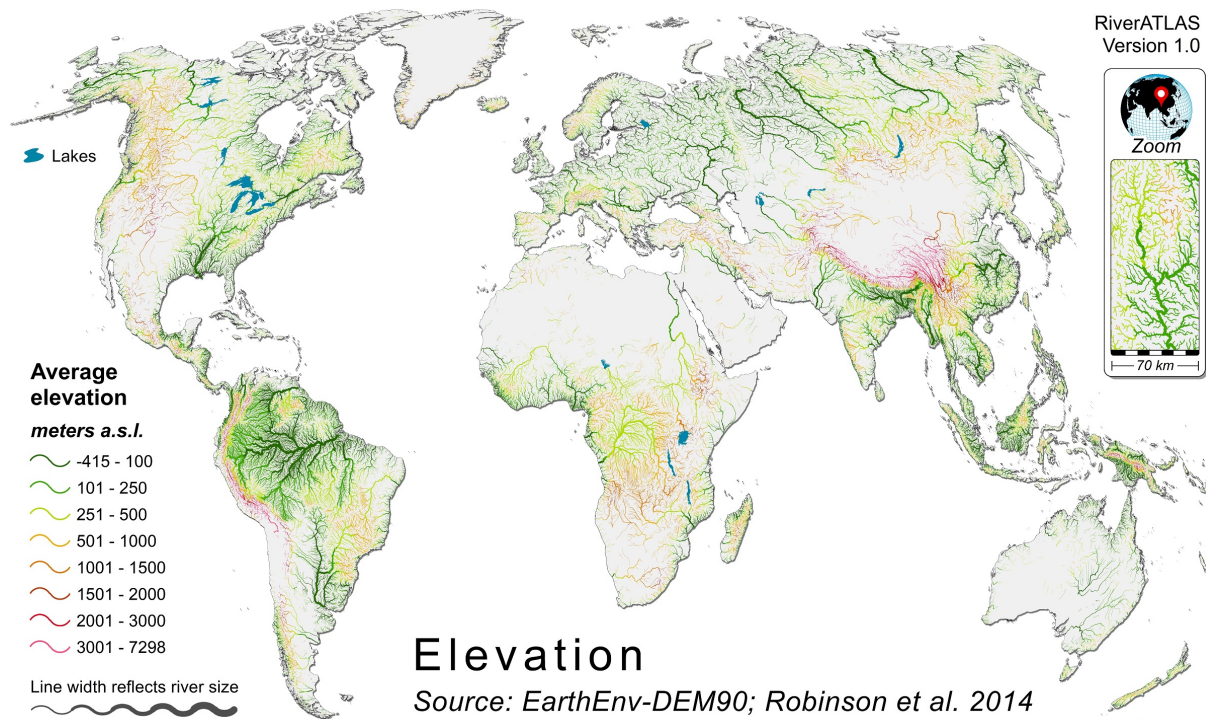 RiverATLAS
Version 1.0
Zoom
70 km
Lakes
Average
elevation
meters a.s.l.
-415 - 100
101 - 250
251 - 500
501 - 1000
1001 - 1500
1501 - 2000
2001 - 3000
3001 - 7298
Line width reflects river size
Elevation
Source: EarthEnv-DEM90; Robinson et al. 2014